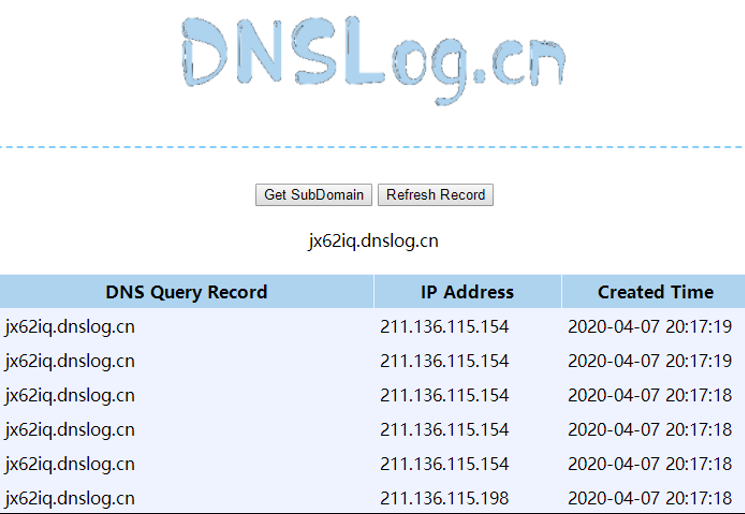 DNSLog.cn
Get SubDomain Refresh Record
jx62iq.dnslog.cn
DNS Query Record IP Address Created Time
jx62iq.dnslog.cn 211.136.115.154 2020-04-07 20:17:19
jx62iq.dnslog.cn 211.136.115.154 2020-04-07 20:17:19
jx62iq.dnslog.cn 211.136.115.154 2020-04-07 20:17:18
jx62iq.dnslog.cn 211.136.115.154 2020-04-07 20:17:18
jx62iq.dnslog.cn 211.136.115.154 2020-04-07 20:17:18
jx62iq.dnslog.cn 211.136.115.198 2020-04-07 20:17:18